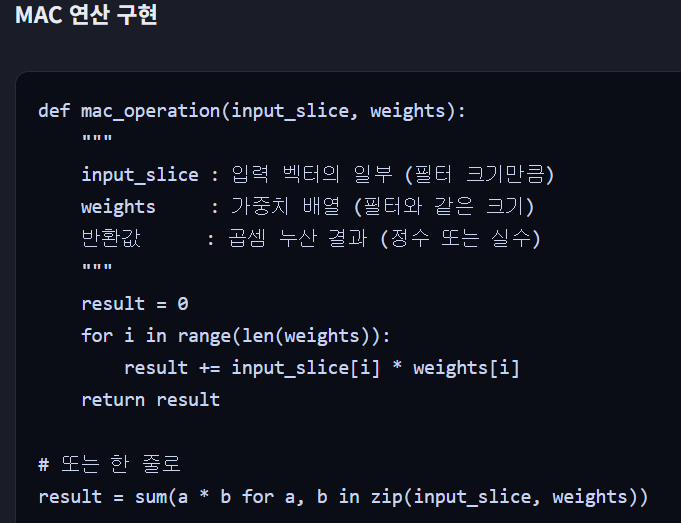 MAC 연산 구현
def mac_operation(input_slice, weights):
    """
    input_slice : 입력 벡터의 일부 (필터 크기만큼)
    weights     : 가중치 배열 (필터와 같은 크기)
    반환값      : 곱셈 누산 결과 (정수 또는 실수)
    """
    result = 0
    for i in range(len(weights)):
        result += input_slice[i] * weights[i]
    return result
# 또는 한 줄로
result = sum(a * b for a, b in zip(input_slice, weights))